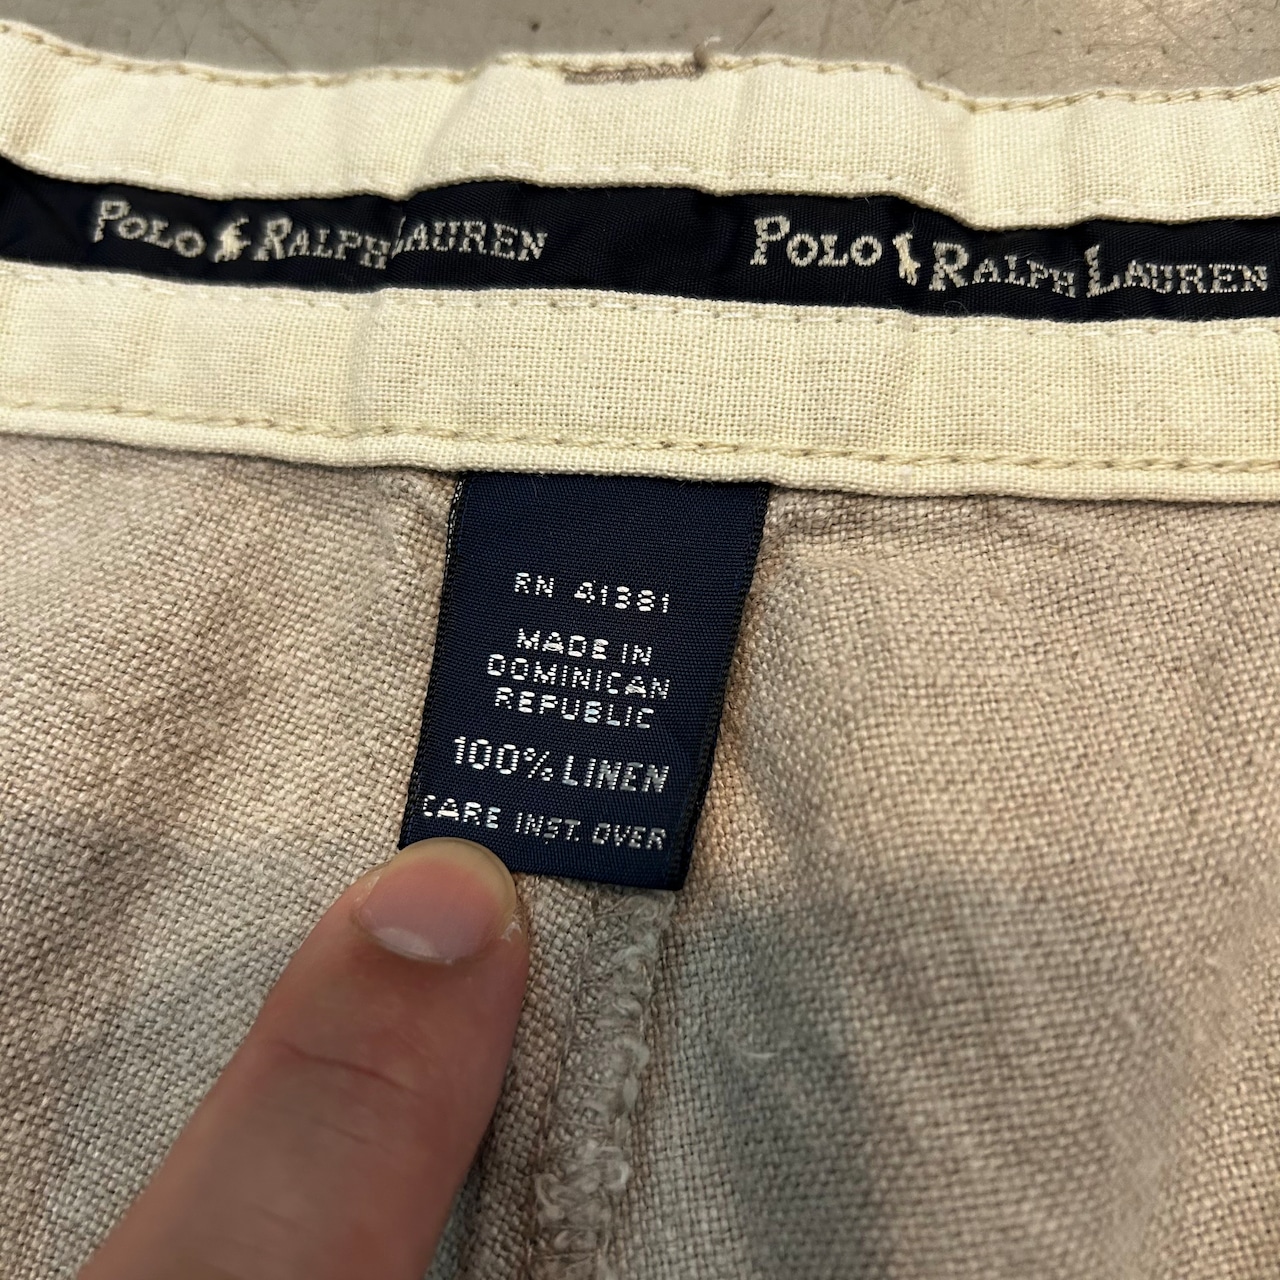 POLO RALPH LAUREN POLO RALPH LAUREN
RN 41381
MADE IN
DOMINICAN
REPUBLIC
100% LINEN
CARE INST. OVER